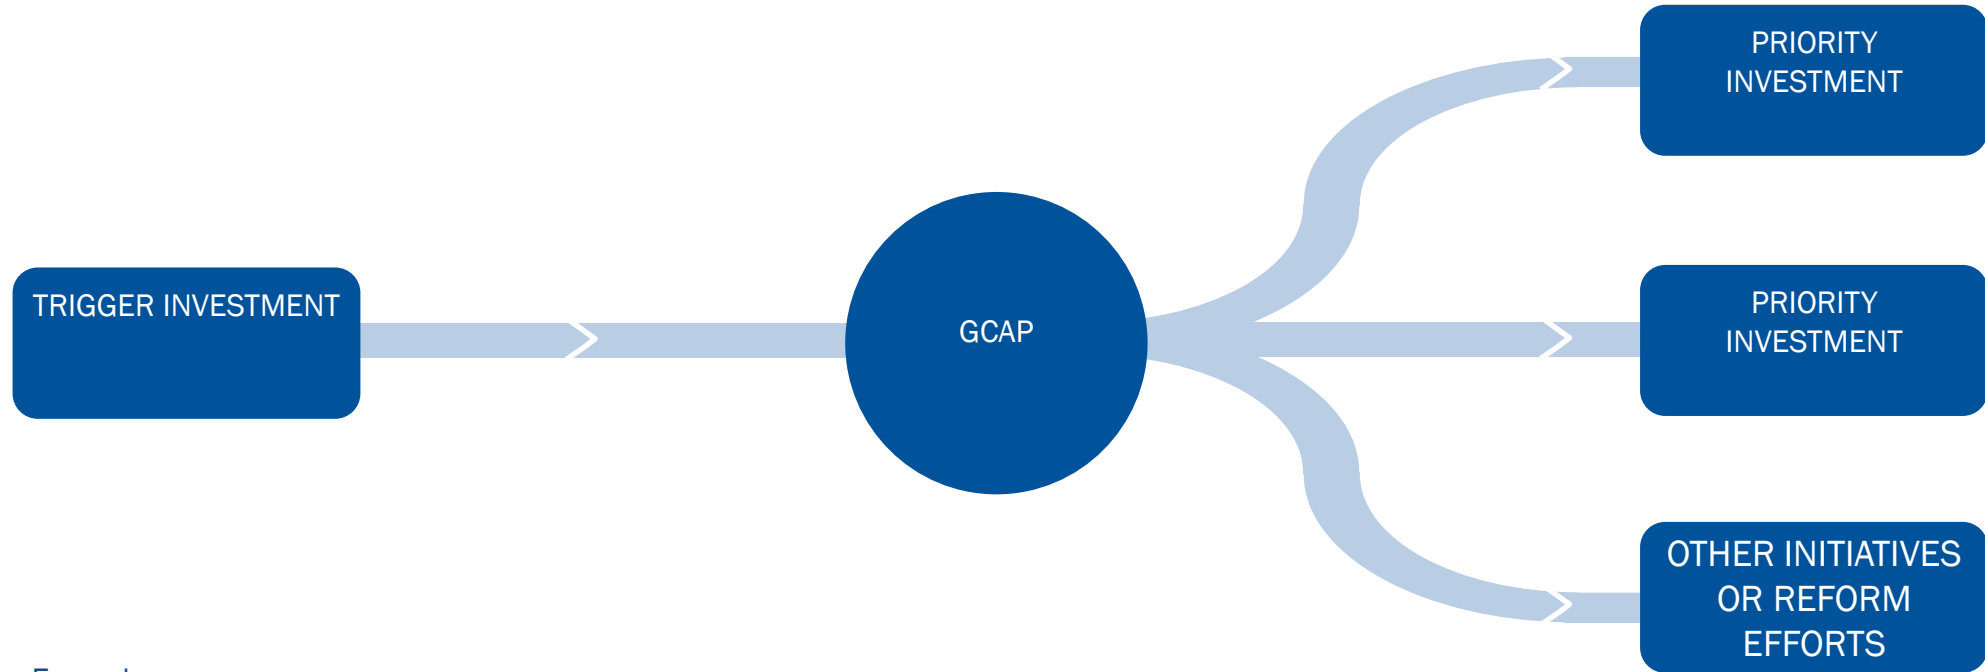 PRIORITY
INVESTMENT
TRIGGER INVESTMENT
GCAP
PRIORITY
INVESTMENT
OTHER INITIATIVES
OR REFORM
EFFORTS